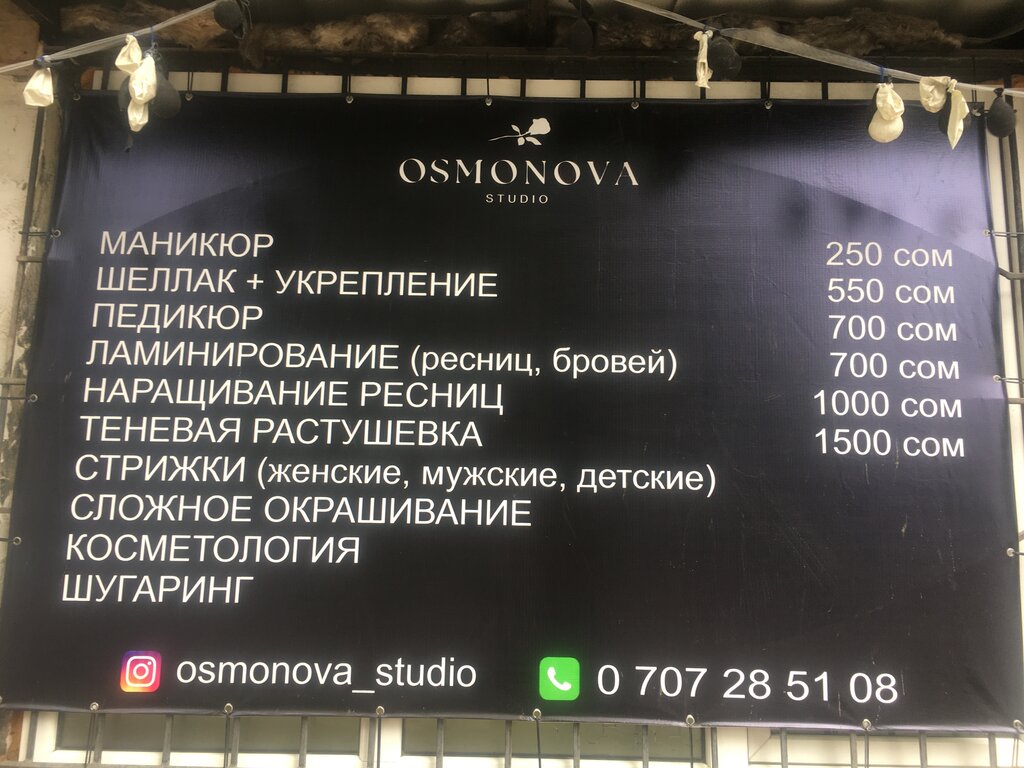 OSMONOVA
STUDIO
МАНИКЮР 250 сом
ШЕЛЛАК + УКРЕПЛЕНИЕ 550 сом
ПЕДИКЮР 700 сом
ЛАМИНИРОВАНИЕ (ресниц, бровей) 700 сом
НАРАЩИВАНИЕ РЕСНИЦ 1000 сом
ТЕНЕВАЯ РАСТУШЕВКА 1500 сом
СТРИЖКИ (женские, мужские, детские)
СЛОЖНОЕ ОКРАШИВАНИЕ
КОСМЕТОЛОГИЯ
ШУГАРИНГ
osmonova_studio 0 707 28 51 08